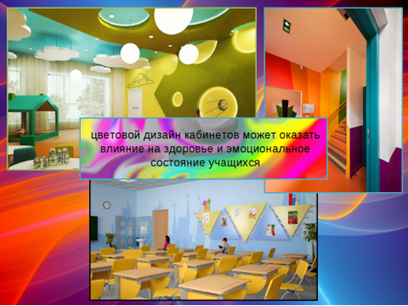 цветовой дизайн кабинетов может оказать
влияние на здоровье и эмоциональное
состояние учащихся